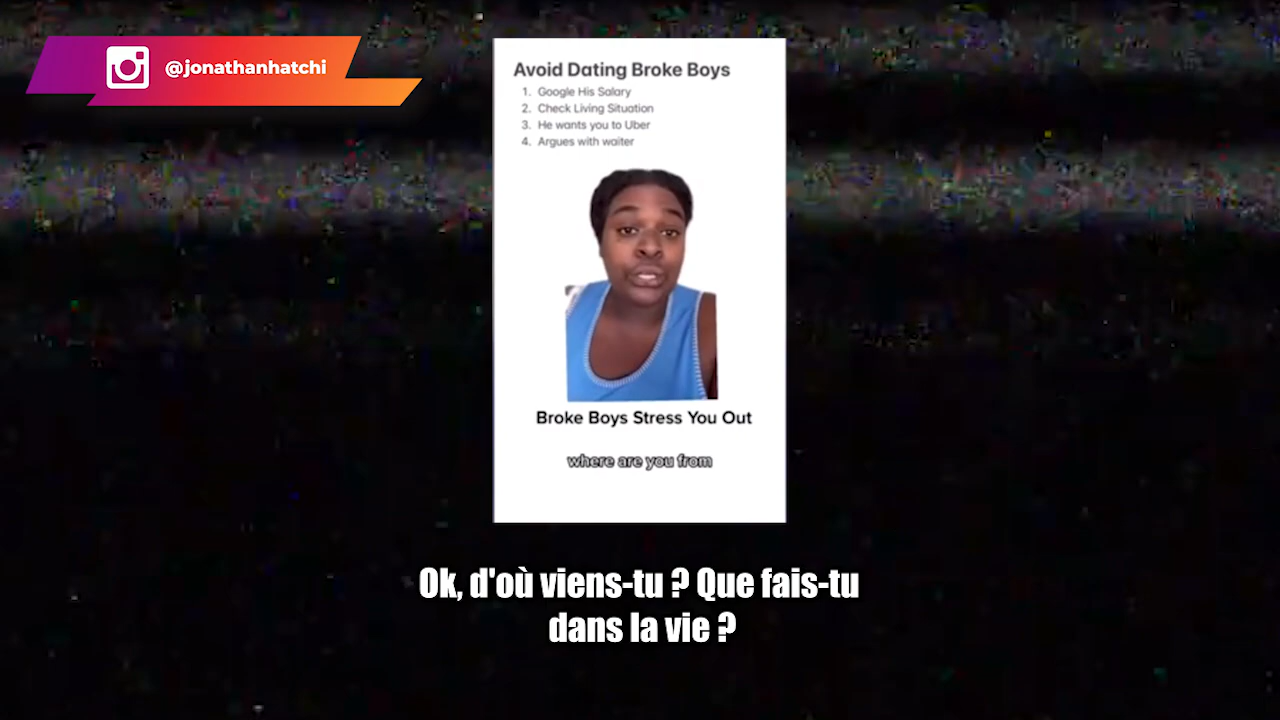 @jonathanhatchi
Avoid Dating Broke Boys
1. Google His Salary
2. Check Living Situation
3. He wants you to Uber
4. Argues with waiter
Broke Boys Stress You Out
where are you from
Ok, d'où viens-tu ? Que fais-tu
dans la vie ?